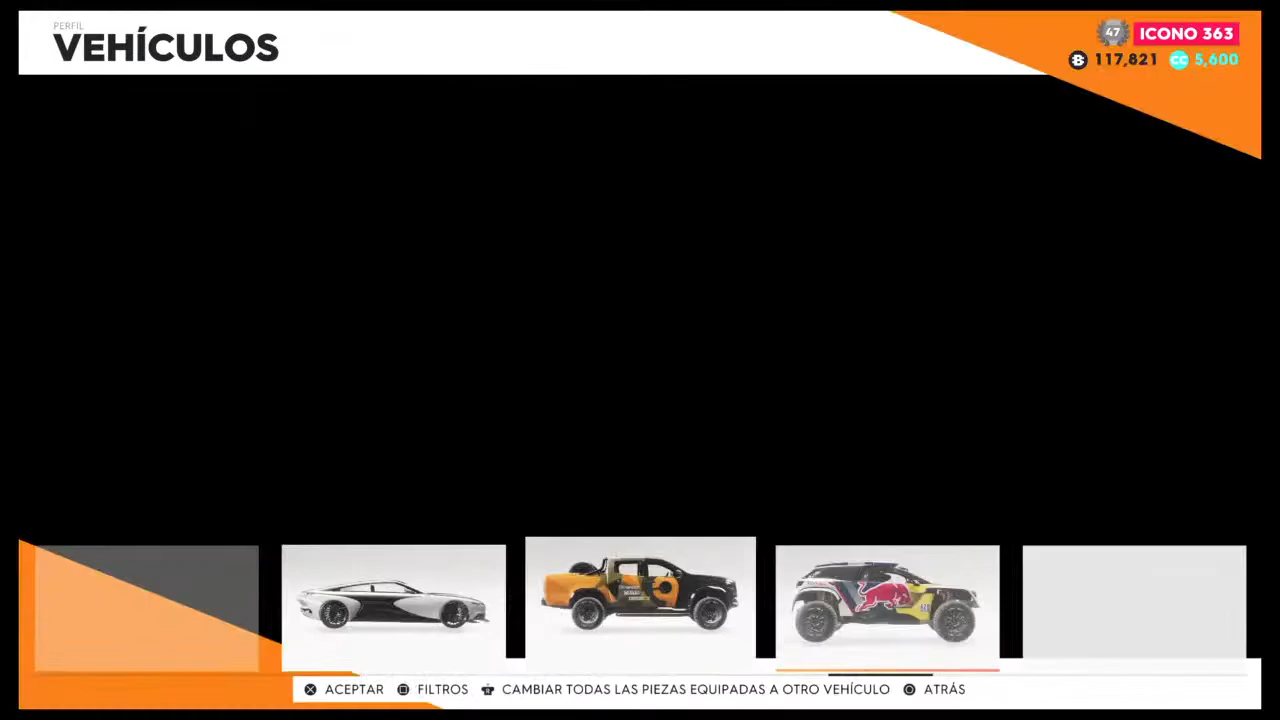 PERFIL
VEHÍCULOS
47 ICONO 363
117,821 CC 5,600
ACEPTAR FILTROS CAMBIAR TODAS LAS PIEZAS EQUIPADAS A OTRO VEHÍCULO ATRÁS